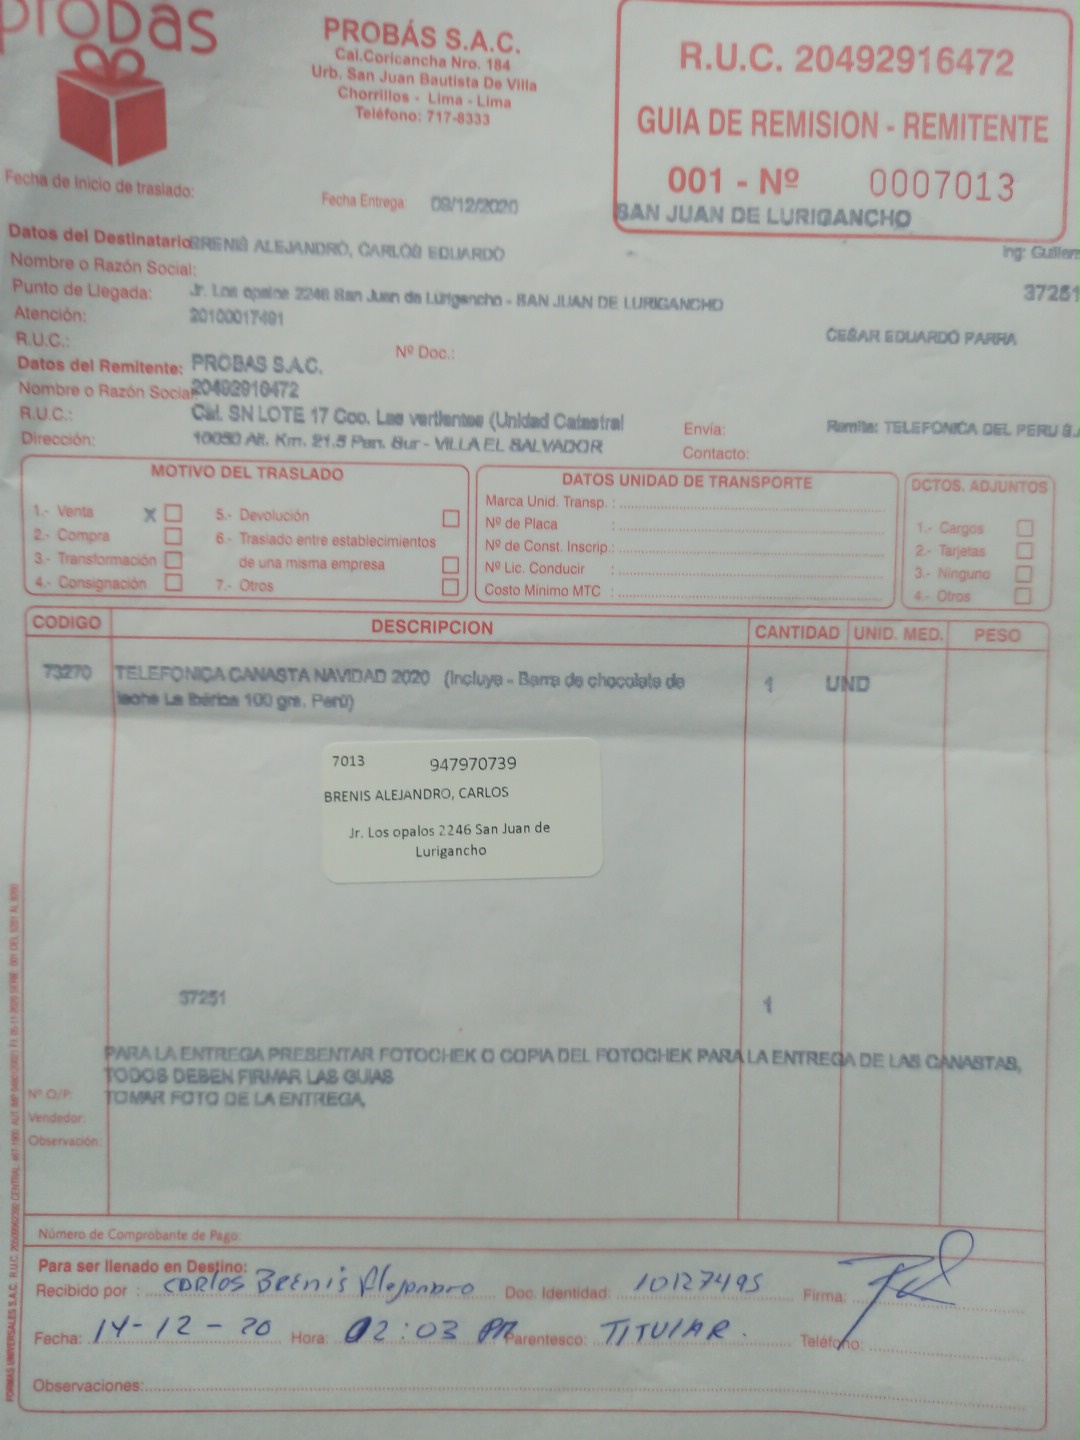 probas
PROBÁS S.A.C.
Cal.Coricancha Nro. 184
Urb. San Juan Bautista De Villa
Chorrillos - Lima - Lima
Teléfono: 717-8333
R.U.C. 20492916472
GUIA DE REMISION - REMITENTE
001 - Nº 0007013
SAN JUAN DE LURIGANCHO
Fecha de Inicio de traslado:
Fecha Entrega: 09/12/2020
Datos del Destinatario BRENIS ALEJANDRO, CARLOS EDUARDO
Ing: Guillerm
Nombre o Razón Social:
Punto de Llegada: Jr. Los opalos 2246 San Juan de Lurigancho - SAN JUAN DE LURIGANCHO
37251
Atención: 20100017491
R.U.C.:
Nº Doc.:
CESAR EDUARDO PARRA
Datos del Remitente: PROBAS S.A.C.
Nombre o Razón Social 20492916472
R.U.C.: Cal. SN LOTE 17 Coo. Las vertientes (Unidad Catastral
Envia: Remite: TELEFONICA DEL PERU S.A
Dirección: 10050 Alt. Km. 21.5 Pan. Sur - VILLA EL SALVADOR
Contacto:
MOTIVO DEL TRASLADO
1.- Venta X
2.- Compra
3.- Transformación
4.- Consignación
5.- Devolución
6.- Traslado entre establecimientos
de una misma empresa
7.- Otros
DATOS UNIDAD DE TRANSPORTE
Marca Unid. Transp. :
Nº de Placa :
Nº de Const. Inscrip.:
Nº Lic. Conducir :
Costo Minimo MTC :
DCTOS. ADJUNTOS
1.- Cargos
2.- Tarjetas
3.- Ninguno
4.- Otros
CODIGO DESCRIPCION CANTIDAD UNID. MED. PESO
73270 TELEFONICA CANASTA NAVIDAD 2020 (Incluye - Barra de chocolate de 1 UND
leche La Ibérica 100 grs. Perú)
7013 947970739
BRENIS ALEJANDRO, CARLOS
Jr. Los opalos 2246 San Juan de
Lurigancho
37251 1
PARA LA ENTREGA PRESENTAR FOTOCHEK O COPIA DEL FOTOCHEK PARA LA ENTREGA DE LAS CANASTAS,
TODOS DEBEN FIRMAR LAS GUIAS
Nº O/P: TOMAR FOTO DE LA ENTREGA,
Vendedor:
Observación:
Número de Comprobante de Pago:
Para ser llenado en Destino:
Recibido por : Carlos Brenis Alejandro Doc. Identidad: 10127495 Firma:
Fecha: 14-12-20 Hora: 02:03 PM Parentesco: TITULAR. Teléfono:
Observaciones: